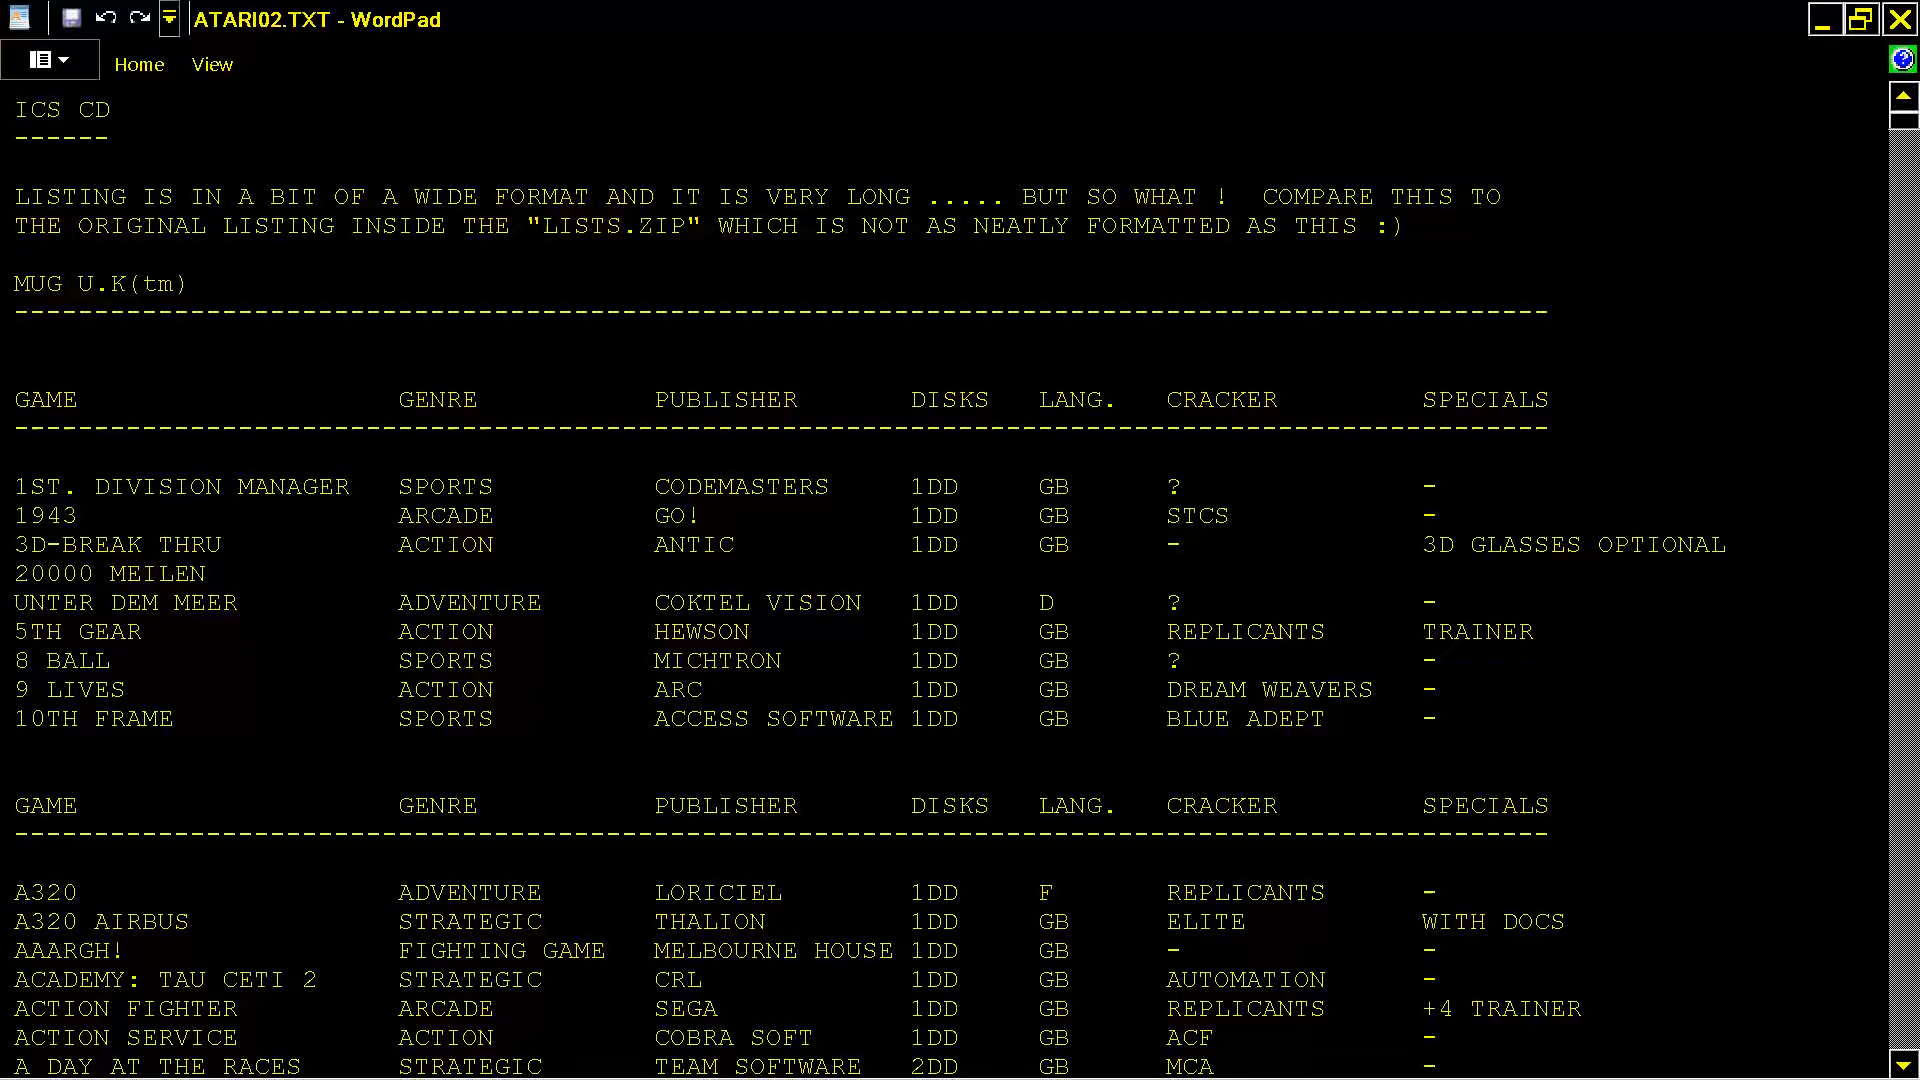 ATARI02.TXT - WordPad
Home View
ICS CD
------
LISTING IS IN A BIT OF A WIDE FORMAT AND IT IS VERY LONG ..... BUT SO WHAT !  COMPARE THIS TO
THE ORIGINAL LISTING INSIDE THE "LISTS.ZIP" WHICH IS NOT AS NEATLY FORMATTED AS THIS :)
MUG U.K(tm)
------------------------------------------------------------------------------------------------
GAME                    GENRE           PUBLISHER       DISKS   LANG.   CRACKER         SPECIALS
------------------------------------------------------------------------------------------------
1ST. DIVISION MANAGER   SPORTS          CODEMASTERS     1DD     GB      ?               -
1943                    ARCADE          GO!             1DD     GB      STCS            -
3D-BREAK THRU           ACTION          ANTIC           1DD     GB      -               3D GLASSES OPTIONAL
20000 MEILEN
UNTER DEM MEER          ADVENTURE       COKTEL VISION   1DD     D       ?               -
5TH GEAR                ACTION          HEWSON          1DD     GB      REPLICANTS      TRAINER
8 BALL                  SPORTS          MICHTRON        1DD     GB      ?               -
9 LIVES                 ACTION          ARC             1DD     GB      DREAM WEAVERS   -
10TH FRAME              SPORTS          ACCESS SOFTWARE 1DD     GB      BLUE ADEPT      -
GAME                    GENRE           PUBLISHER       DISKS   LANG.   CRACKER         SPECIALS
------------------------------------------------------------------------------------------------
A320                    ADVENTURE       LORICIEL        1DD     F       REPLICANTS      -
A320 AIRBUS             STRATEGIC       THALION         1DD     GB      ELITE           WITH DOCS
AAARGH!                 FIGHTING GAME   MELBOURNE HOUSE 1DD     GB      -               -
ACADEMY: TAU CETI 2     STRATEGIC       CRL             1DD     GB      AUTOMATION      -
ACTION FIGHTER          ARCADE          SEGA            1DD     GB      REPLICANTS      +4 TRAINER
ACTION SERVICE          ACTION          COBRA SOFT      1DD     GB      ACF             -
A DAY AT THE RACES      STRATEGIC       TEAM SOFTWARE   2DD     GB      MCA             -